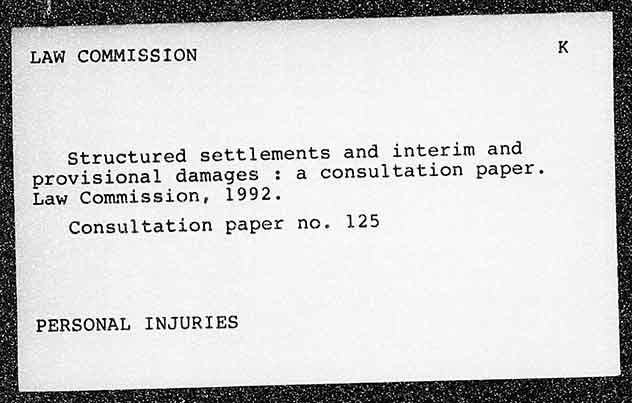 LAW COMMISSION K
Structured settlements and interim and
provisional damages : a consultation paper.
Law Commission, 1992.
Consultation paper no. 125
PERSONAL INJURIES